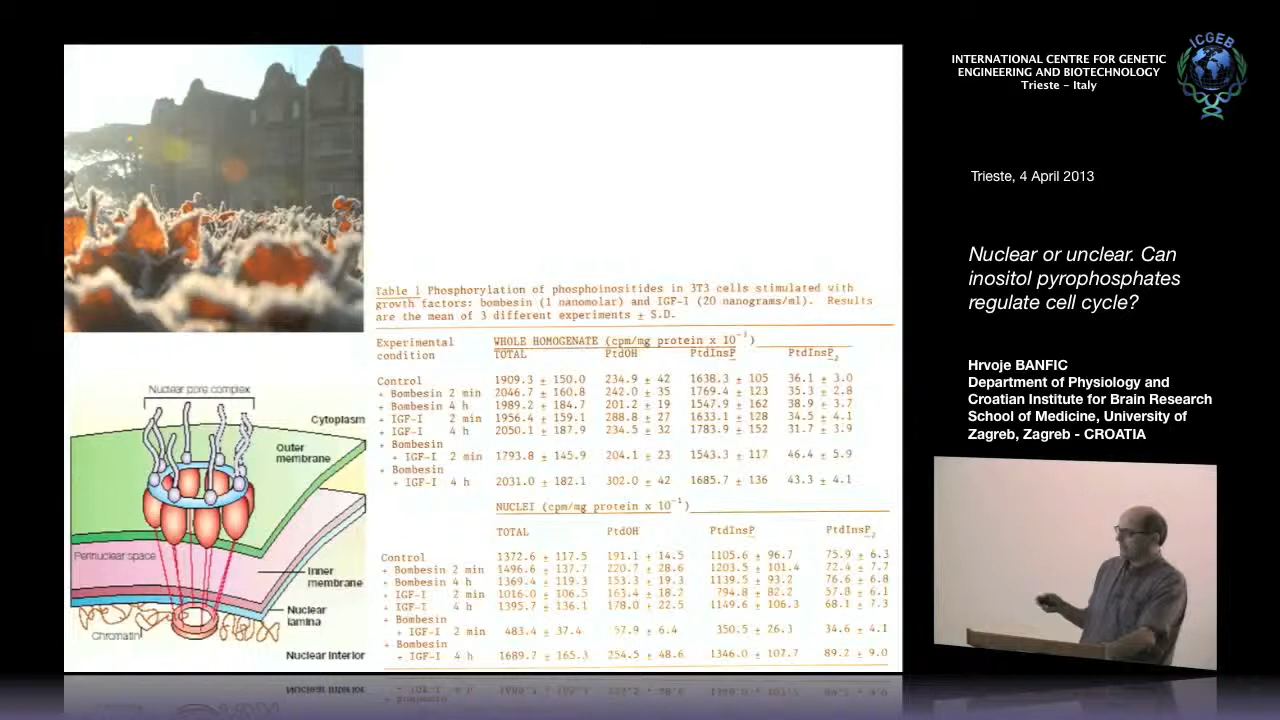 ICGEB
INTERNATIONAL CENTRE FOR GENETIC
ENGINEERING AND BIOTECHNOLOGY
Trieste - Italy
Trieste, 4 April 2013
Nuclear or unclear. Can
inositol pyrophosphates
regulate cell cycle?
Hrvoje BANFIC
Department of Physiology and
Croatian Institute for Brain Research
School of Medicine, University of
Zagreb, Zagreb - CROATIA
Table 1 Phosphorylation of phosphoinositides in 3T3 cells stimulated with
growth factors: bombesin (1 nanomolar) and IGF-I (20 nanograms/ml). Results
are the mean of 3 different experiments ± S.D.
Experimental condition
WHOLE HOMOGENATE (cpm/mg protein x 10⁻³)
TOTAL PtdOH PtdInsP PtdInsP₂
Control 1909.3 ± 150.0 234.9 ± 42 1638.3 ± 105 36.1 ± 3.0
+ Bombesin 2 min 2046.7 ± 160.8 242.0 ± 35 1769.4 ± 123 35.3 ± 2.8
+ Bombesin 4 h 1989.2 ± 184.7 201.2 ± 19 1547.9 ± 162 38.9 ± 3.7
+ IGF-I 2 min 1956.4 ± 159.1 288.8 ± 27 1633.1 ± 128 34.5 ± 4.1
+ IGF-I 4 h 2050.1 ± 187.9 234.5 ± 32 1783.9 ± 152 31.7 ± 3.9
+ Bombesin
+ IGF-I 2 min 1793.8 ± 145.9 204.1 ± 23 1543.3 ± 117 46.4 ± 5.9
+ Bombesin
+ IGF-I 4 h 2031.0 ± 182.1 302.0 ± 42 1685.7 ± 136 43.3 ± 4.1
NUCLEI (cpm/mg protein x 10⁻¹)
TOTAL PtdOH PtdInsP PtdInsP₂
Control 1372.6 ± 117.5 191.1 ± 14.5 1105.6 ± 96.7 75.9 ± 6.3
+ Bombesin 2 min 1496.6 ± 137.7 220.7 ± 28.6 1203.5 ± 101.4 72.4 ± 7.7
+ Bombesin 4 h 1369.4 ± 119.3 153.3 ± 19.3 1139.5 ± 93.2 76.6 ± 6.8
+ IGF-I 2 min 1016.0 ± 106.5 163.4 ± 18.2 794.8 ± 82.2 57.8 ± 6.1
+ IGF-I 4 h 1395.7 ± 136.1 178.0 ± 22.5 1149.6 ± 106.3 68.1 ± 7.3
+ Bombesin
+ IGF-I 2 min 483.4 ± 37.4 57.9 ± 6.4 350.5 ± 26.3 34.6 ± 4.1
+ Bombesin
+ IGF-I 4 h 1689.7 ± 165.3 254.5 ± 48.6 1346.0 ± 107.7 89.2 ± 9.0
Nuclear pore complex
Cytoplasm
Outer
membrane
Perinuclear space
Inner
membrane
Nuclear
lamina
Chromatin
Nuclear Interior